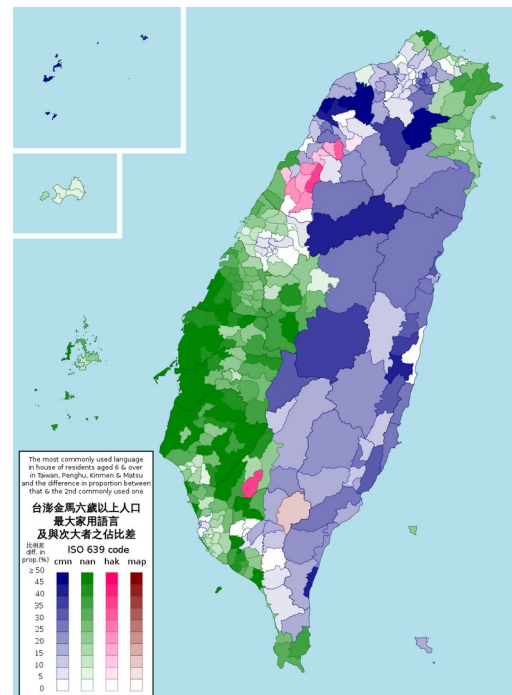 The most commonly used language
in house of residents aged 6 & over
in Taiwan, Penghu, Kinmen & Matsu
and the difference in proportion between
that & the 2nd commonly used one
台澎金馬六歲以上人口
最大家用語言
及與次大者之佔比差
比例差
diff. in
prop.(%)
ISO 639 code
cmn nan hak map
≥ 50
45
40
35
30
25
20
15
10
5
0